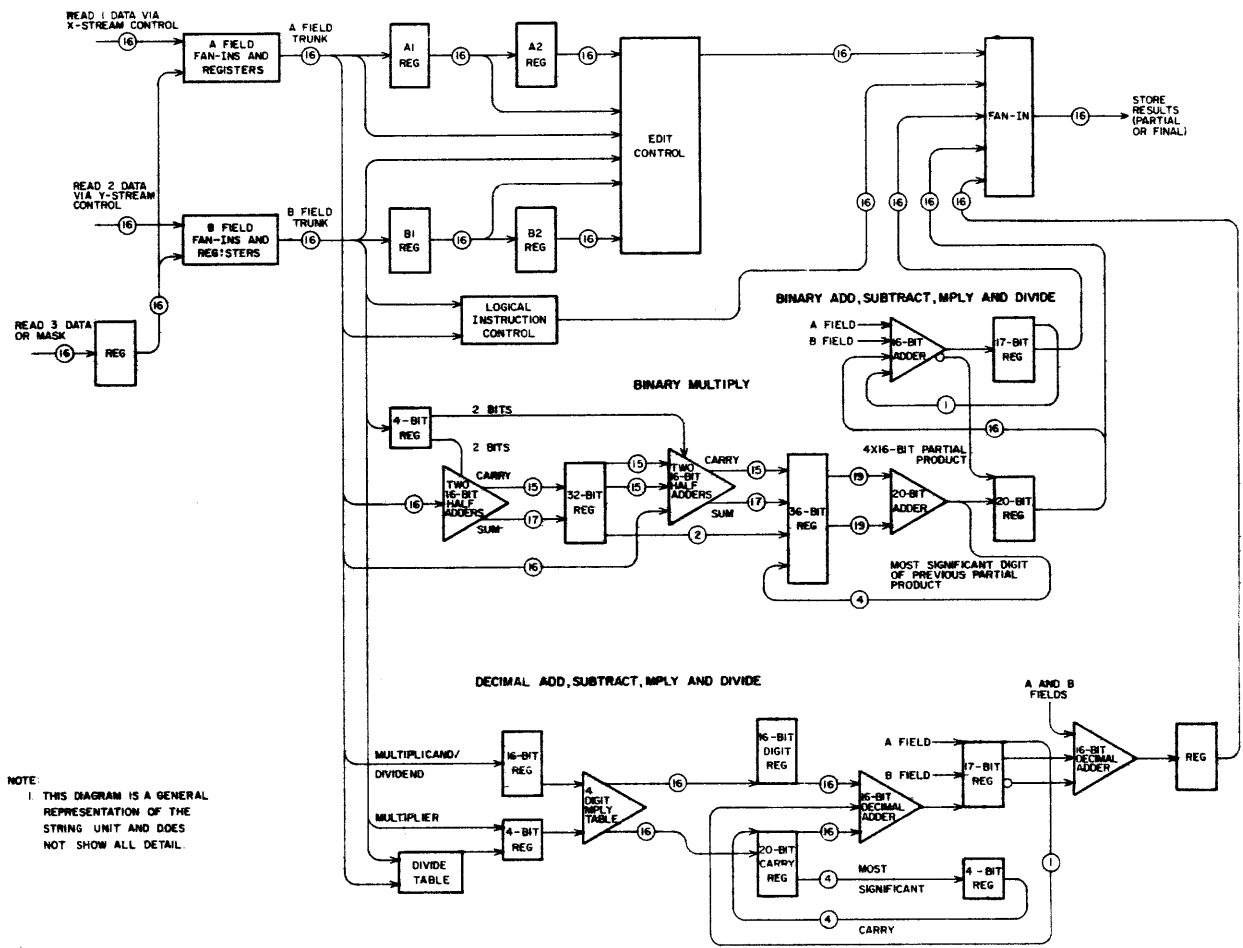 READ 1 DATA VIA
X-STREAM CONTROL
16
A FIELD
FAN-INS AND
REGISTERS
A FIELD
TRUNK
16
A1
REG
16
A2
REG
16
EDIT
CONTROL
16
FAN-IN
16
STORE
RESULTS
(PARTIAL
OR FINAL)
READ 2 DATA
VIA Y-STREAM
CONTROL
16
B FIELD
FAN-INS AND
REGISTERS
B FIELD
TRUNK
16
B1
REG
16
B2
REG
16
16
16
16
16
READ 3 DATA
OR MASK
16
REG
16
LOGICAL
INSTRUCTION
CONTROL
BINARY ADD, SUBTRACT, MPLY AND DIVIDE
A FIELD
B FIELD
16-BIT
ADDER
17-BIT
REG
1
16
BINARY MULTIPLY
4-BIT
REG
2 BITS
2 BITS
16
TWO
16-BIT
HALF
ADDERS
CARRY
15
SUM
17
32-BIT
REG
15
15
2
16
TWO
16-BIT
HALF
ADDERS
CARRY
15
SUM
17
36-BIT
REG
19
19
20-BIT
ADDER
4X16-BIT PARTIAL
PRODUCT
20-BIT
REG
MOST SIGNIFICANT DIGIT
OF PREVIOUS PARTIAL
PRODUCT
4
DECIMAL ADD, SUBTRACT, MPLY AND DIVIDE
MULTIPLICAND/
DIVIDEND
16-BIT
REG
MULTIPLIER
4-BIT
REG
DIVIDE
TABLE
4
DIGIT
MPLY
TABLE
16
16
16-BIT
DIGIT
REG
16
20-BIT
CARRY
REG
16
4
MOST
SIGNIFICANT
4-BIT
REG
4
CARRY
16-BIT
DECIMAL
ADDER
A FIELD
B FIELD
17-BIT
REG
1
A AND B
FIELDS
16-BIT
DECIMAL
ADDER
REG
NOTE:
1. THIS DIAGRAM IS A GENERAL
REPRESENTATION OF THE
STRING UNIT AND DOES
NOT SHOW ALL DETAIL.